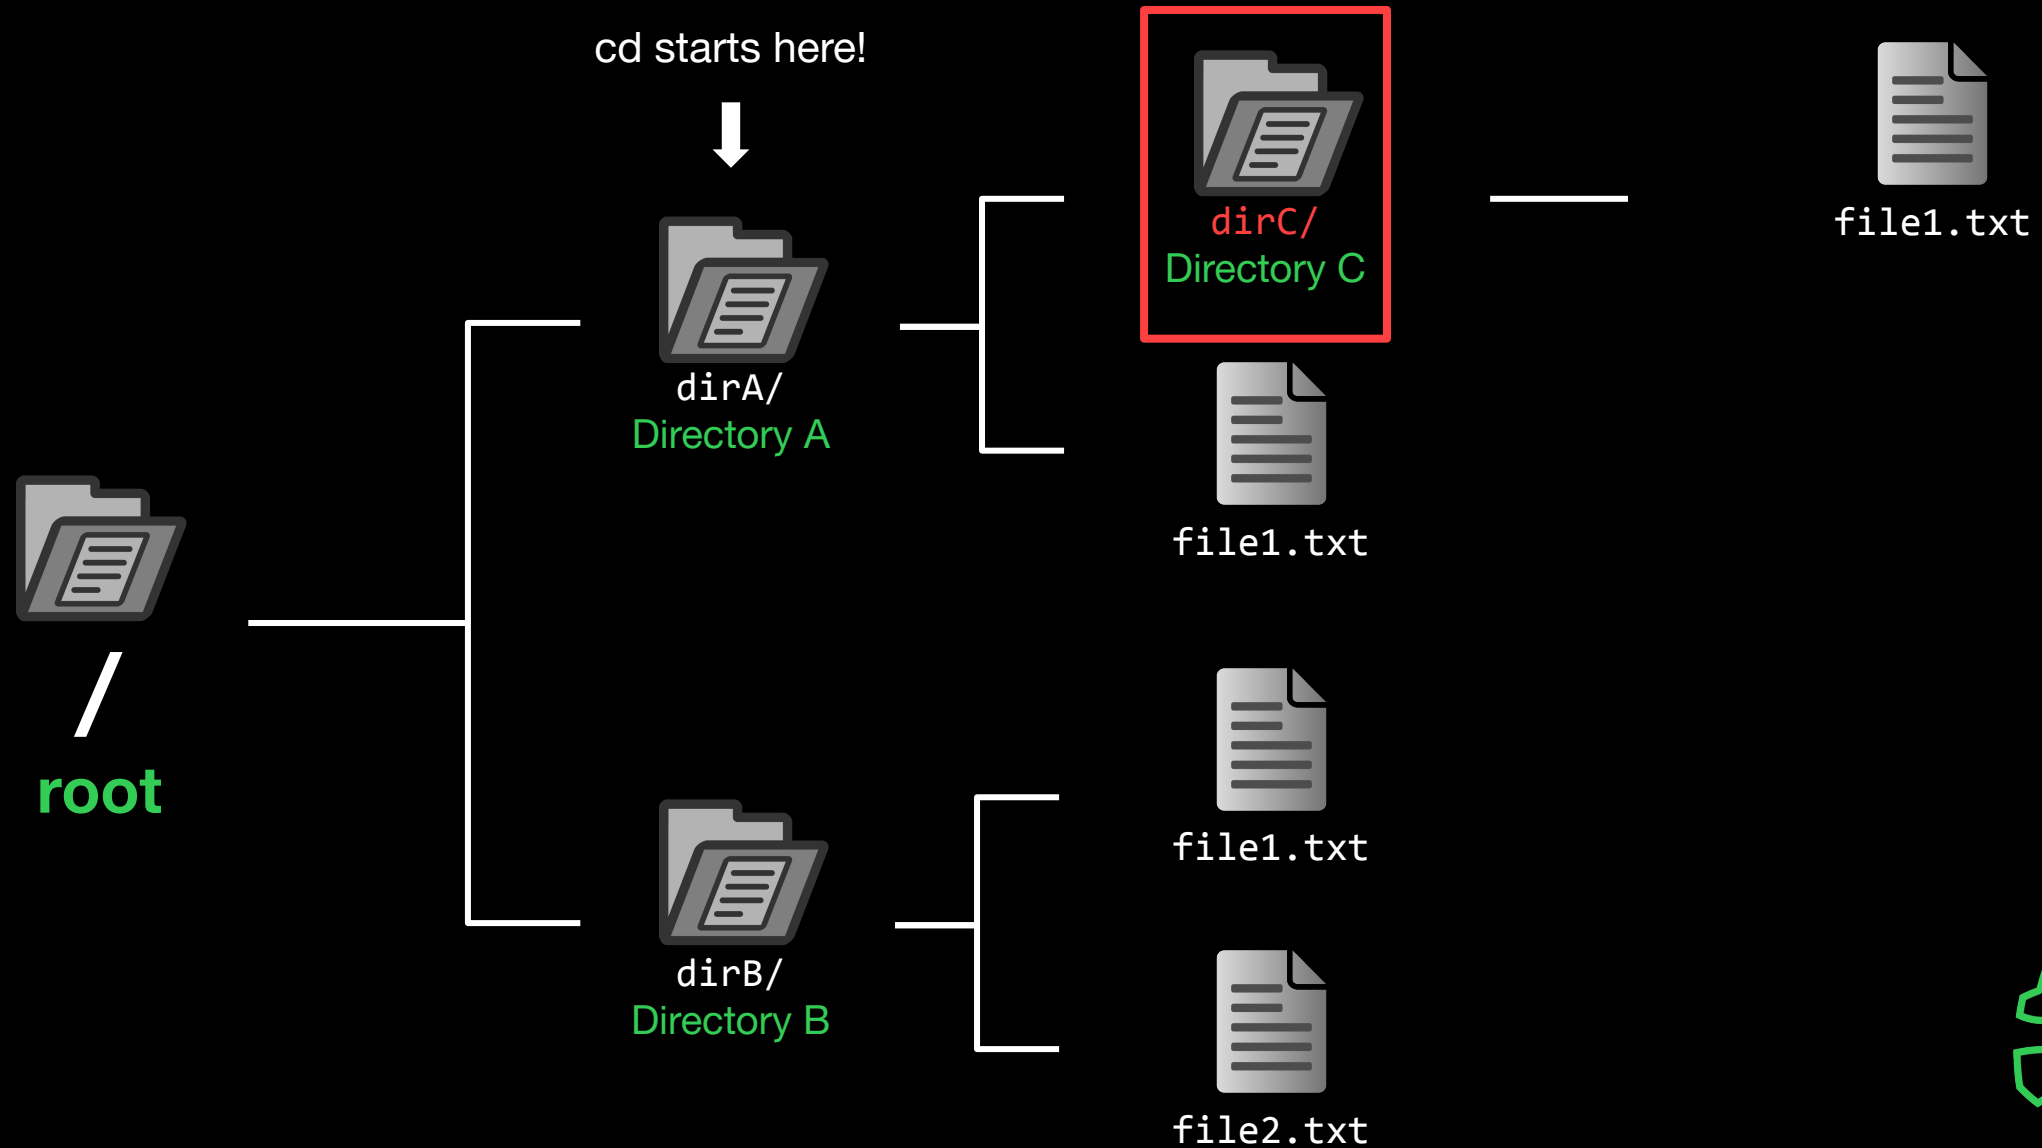 cd starts here!
dirC/
Directory C
file1.txt
dirA/
Directory A
file1.txt
/
root
file1.txt
dirB/
Directory B
file2.txt